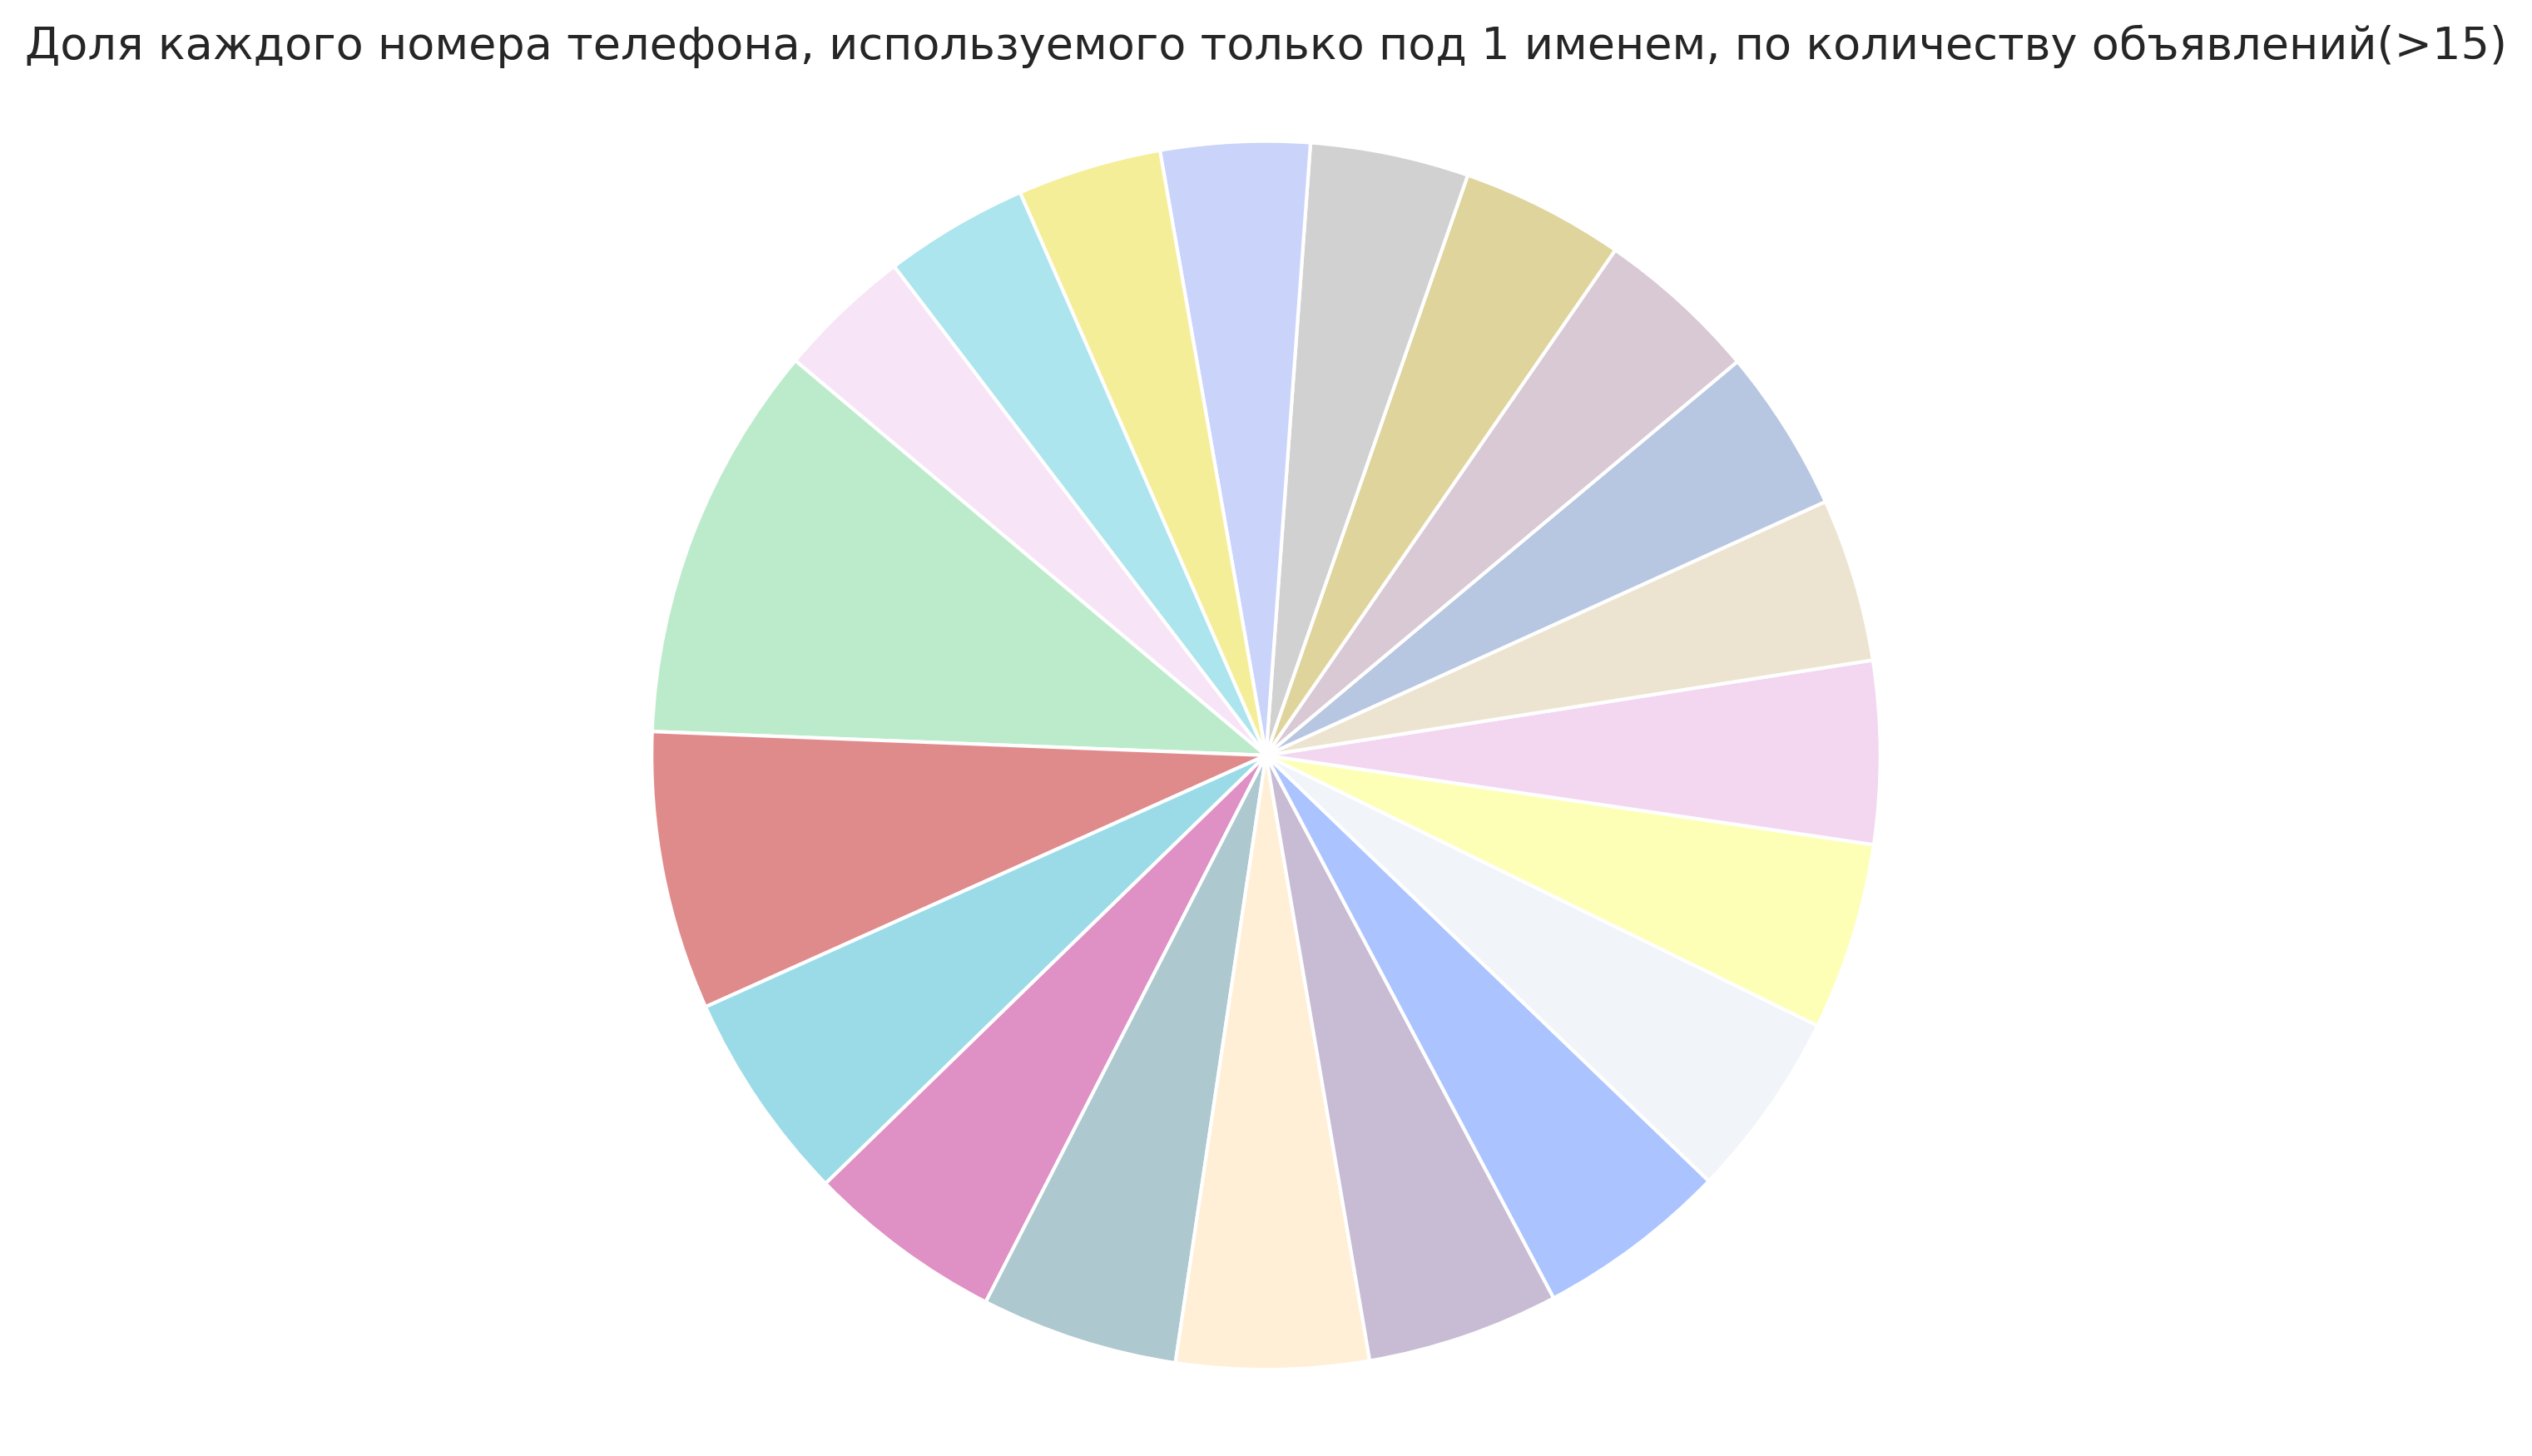 Доля каждого номера телефона, используемого только под 1 именем, по количеству объявлений(>15)